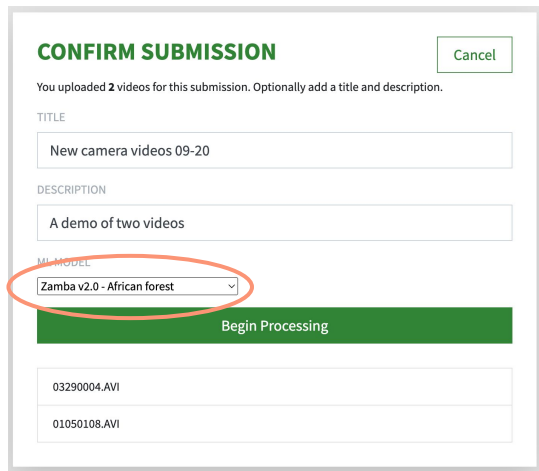 CONFIRM SUBMISSION
Cancel
You uploaded 2 videos for this submission. Optionally add a title and description.
TITLE
New camera videos 09-20
DESCRIPTION
A demo of two videos
ML MODEL
Zamba v2.0 - African forest
Begin Processing
03290004.AVI
01050108.AVI